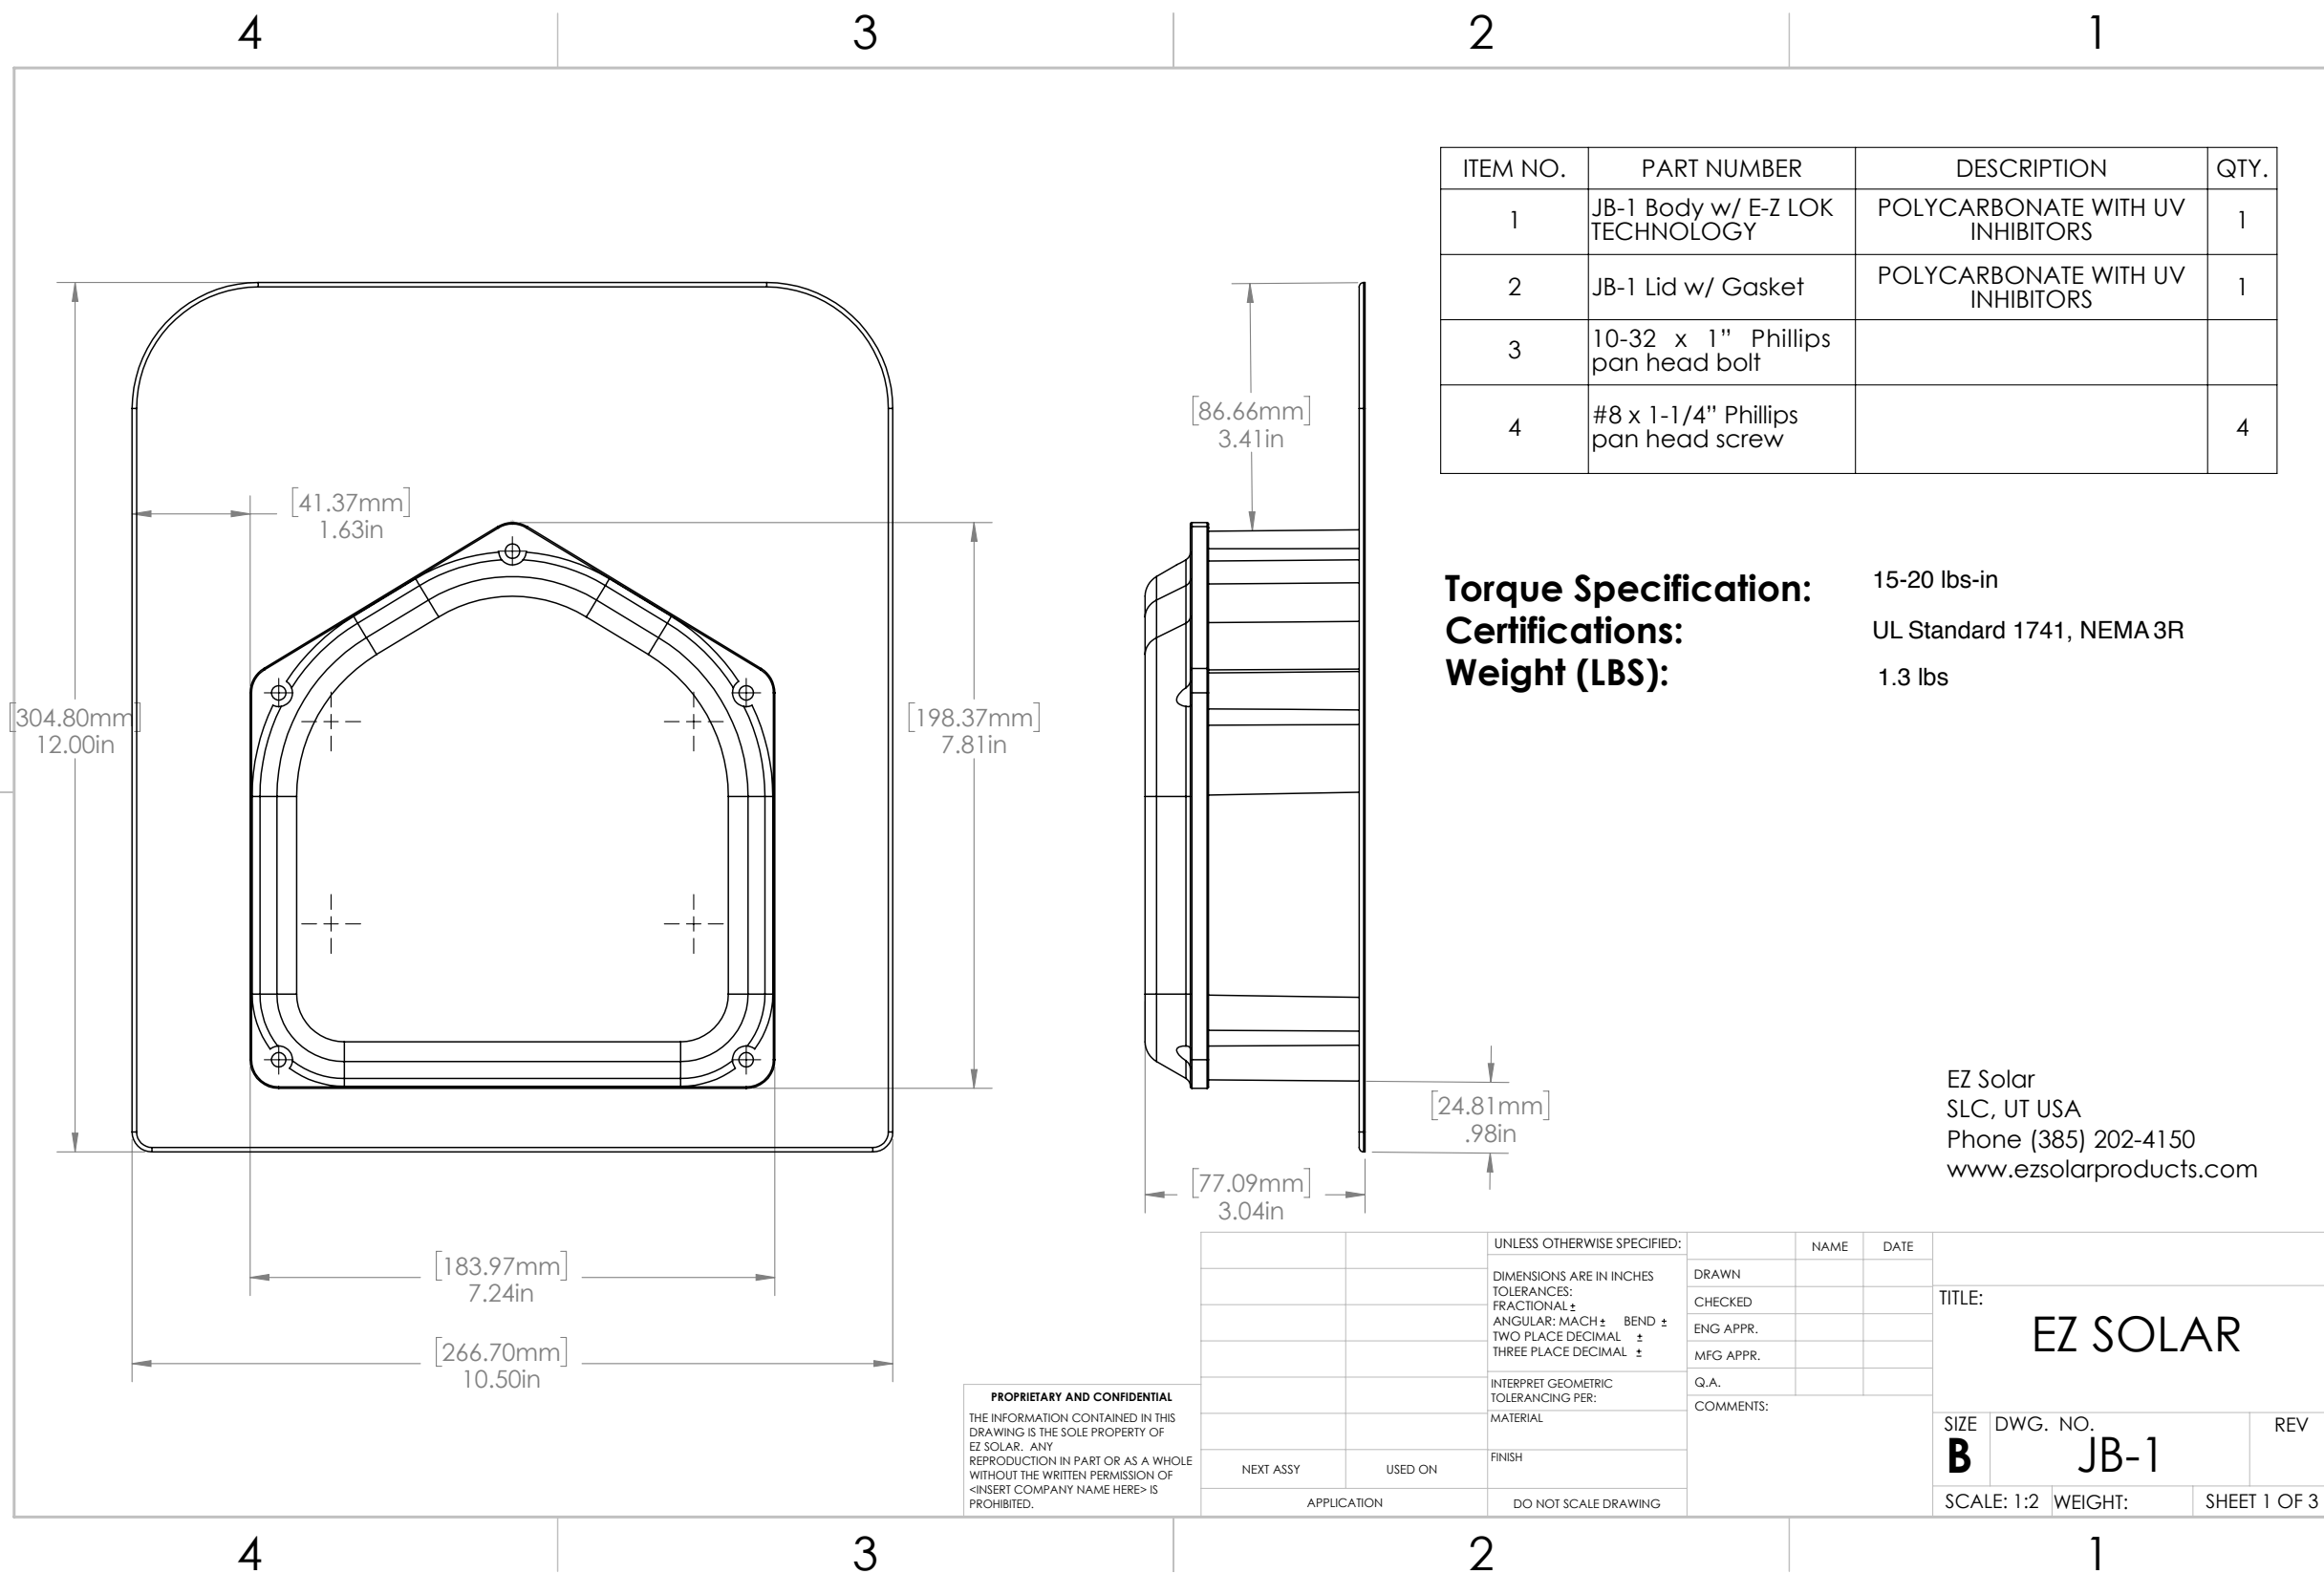 4 3 2 1
ITEM NO. PART NUMBER DESCRIPTION QTY.
1 JB-1 Body w/ E-Z LOK TECHNOLOGY POLYCARBONATE WITH UV INHIBITORS 1
2 JB-1 Lid w/ Gasket POLYCARBONATE WITH UV INHIBITORS 1
3 10-32 x 1” Phillips pan head bolt
4 #8 x 1-1/4” Phillips pan head screw 4
[86.66mm]
3.41in
[41.37mm]
1.63in
Torque Specification: 15-20 lbs-in
Certifications: UL Standard 1741, NEMA 3R
Weight (LBS): 1.3 lbs
[304.80mm]
12.00in
[198.37mm]
7.81in
[24.81mm]
.98in
[77.09mm]
3.04in
[183.97mm]
7.24in
[266.70mm]
10.50in
EZ Solar
SLC, UT USA
Phone (385) 202-4150
www.ezsolarproducts.com
PROPRIETARY AND CONFIDENTIAL
THE INFORMATION CONTAINED IN THIS
DRAWING IS THE SOLE PROPERTY OF
EZ SOLAR. ANY
REPRODUCTION IN PART OR AS A WHOLE
WITHOUT THE WRITTEN PERMISSION OF
<INSERT COMPANY NAME HERE> IS
PROHIBITED.
NEXT ASSY USED ON
APPLICATION
UNLESS OTHERWISE SPECIFIED:
DIMENSIONS ARE IN INCHES
TOLERANCES:
FRACTIONAL ±
ANGULAR: MACH ± BEND ±
TWO PLACE DECIMAL ±
THREE PLACE DECIMAL ±
INTERPRET GEOMETRIC
TOLERANCING PER:
MATERIAL
FINISH
DO NOT SCALE DRAWING
NAME DATE
DRAWN
CHECKED
ENG APPR.
MFG APPR.
Q.A.
COMMENTS:
TITLE:
EZ SOLAR
SIZE DWG. NO. REV
B JB-1
SCALE: 1:2 WEIGHT: SHEET 1 OF 3
4 3 2 1